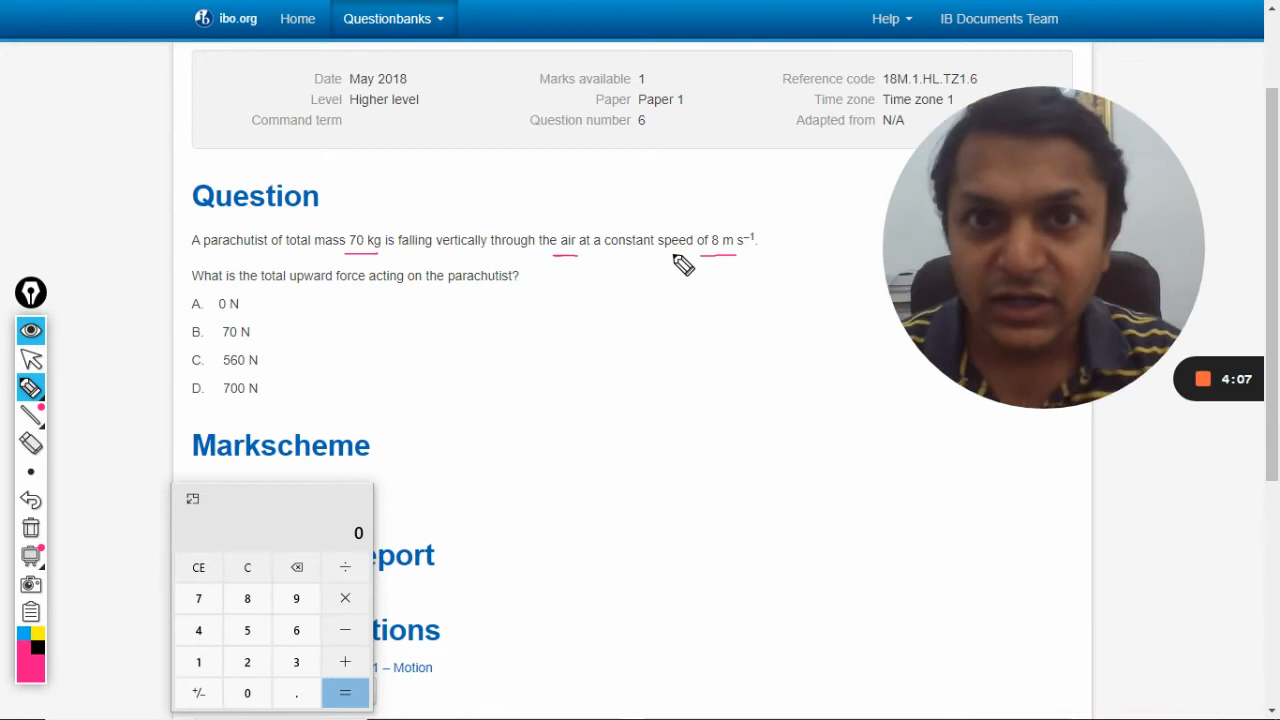 ibo.org Home Questionbanks Help IB Documents Team
Date May 2018 Marks available 1 Reference code 18M.1.HL.TZ1.6
Level Higher level Paper Paper 1 Time zone Time zone 1
Command term Question number 6 Adapted from N/A
Question
A parachutist of total mass 70 kg is falling vertically through the air at a constant speed of 8 m s⁻¹.
What is the total upward force acting on the parachutist?
A. 0 N
B. 70 N
C. 560 N
D. 700 N
4:07
Markscheme
0
eport
CE C ÷
7 8 9 ×
tions
4 5 6 −
1 2 3 +
1 – Motion
+/− 0 . =